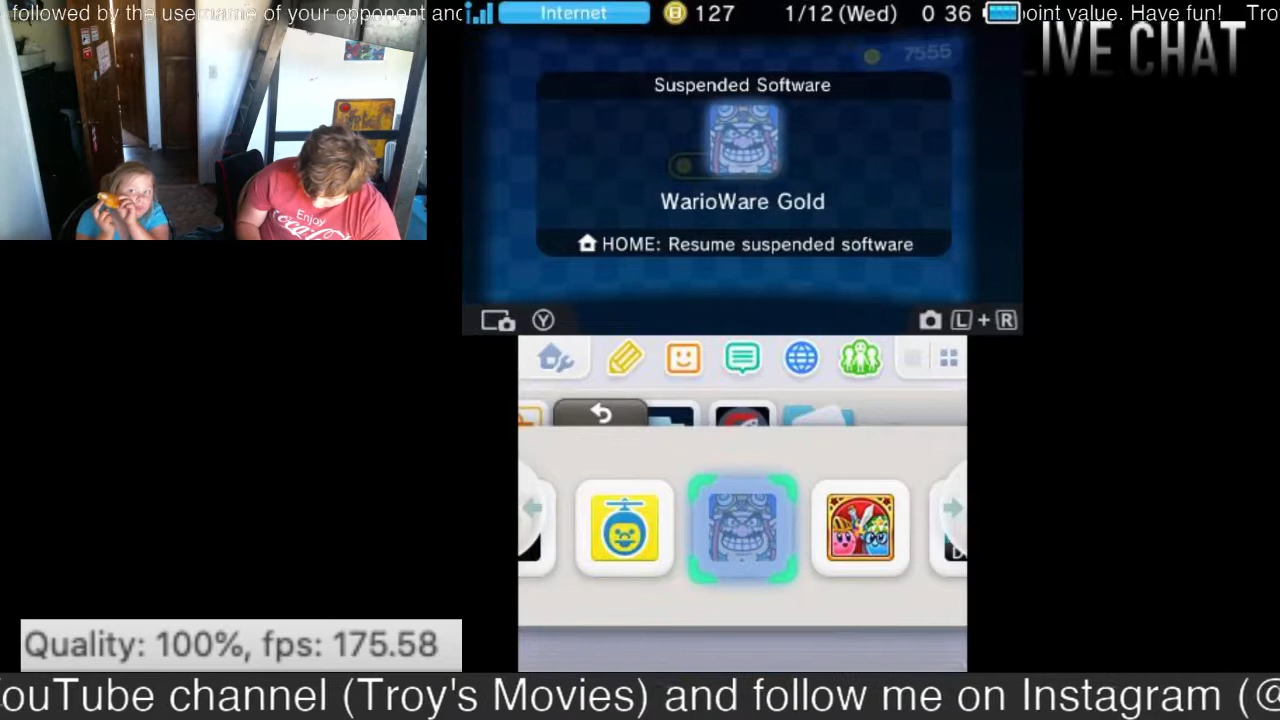 followed by the username of your opponent and
Internet
127
1/12 (Wed)
0 36
point value. Have fun!
Tro
LIVE CHAT
7555
Suspended Software
WarioWare Gold
HOME: Resume suspended software
Y
L + R
Enjoy
Quality: 100%, fps: 175.58
YouTube channel (Troy's Movies) and follow me on Instagram (@